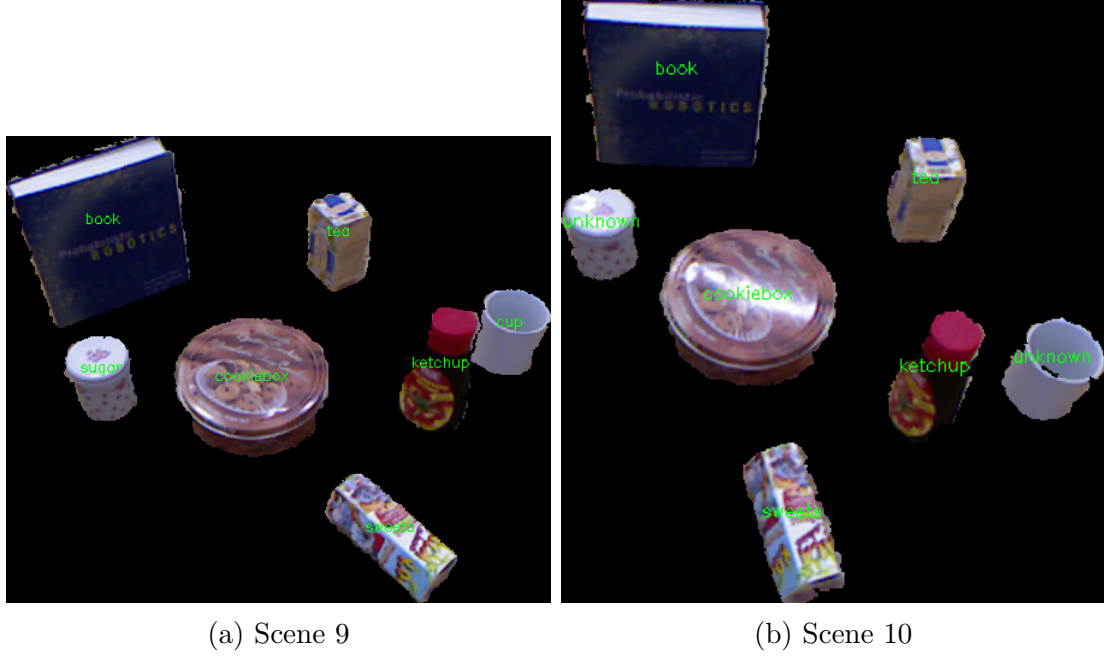 book
Probabilistic
ROBOTICS
tea
cup
sugar
cookiebox
ketchup
sweets
(a) Scene 9
book
Probabilistic
ROBOTICS
tea
unknown
cookiebox
ketchup
unknown
sweets
(b) Scene 10